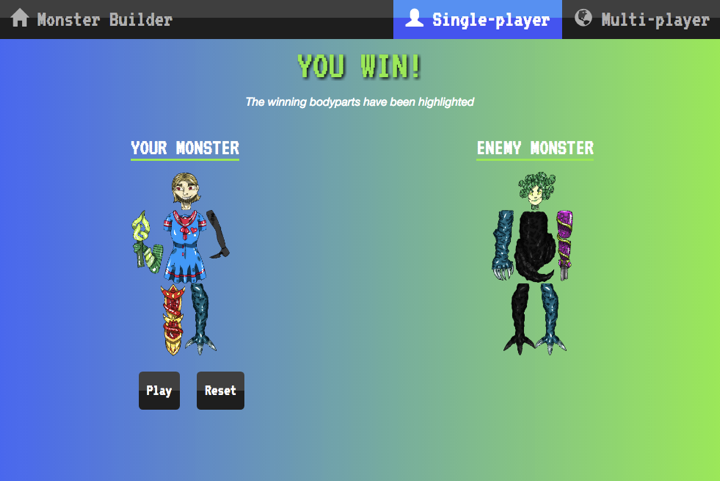 Monster Builder
Single-player
Multi-player
YOU WIN!
The winning bodyparts have been highlighted
YOUR MONSTER
ENEMY MONSTER
Play
Reset